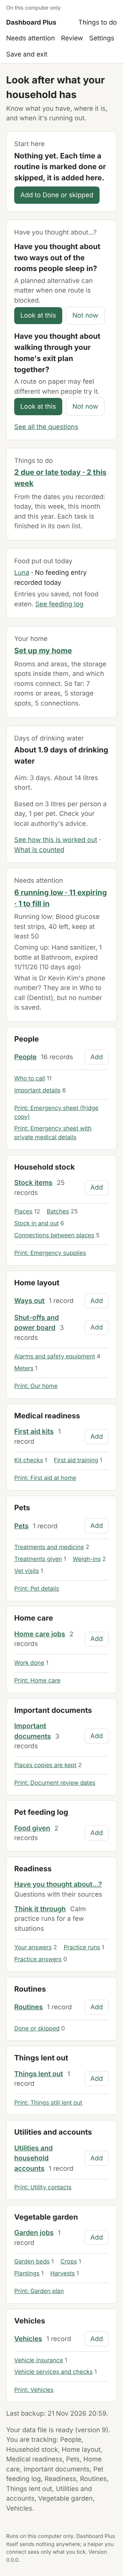 On this computer only
Dashboard Plus
Things to do
Needs attention
Review
Settings
Save and exit
Look after what your
household has
Know what you have, where it is,
and when it's running out.
Start here
Nothing yet. Each time a
routine is marked done or
skipped, it is added here.
Add to Done or skipped
Have you thought about...?
Have you thought about
two ways out of the
rooms people sleep in?
A planned alternative can
matter when one route is
blocked.
Look at this
Not now
Have you thought about
walking through your
home's exit plan
together?
A route on paper may feel
different when people try it.
Look at this
Not now
See all the questions
Things to do
2 due or late today · 2 this
week
From the dates you recorded:
today, this week, this month
and this year. Each task is
finished in its own list.
Food put out today
Luna · No feeding entry
recorded today
Entries you saved, not food
eaten. See feeding log
Your home
Set up my home
Rooms and areas, the storage
spots inside them, and which
rooms connect. So far: 7
rooms or areas, 5 storage
spots, 5 connections.
Days of drinking water
About 1.9 days of drinking
water
Aim: 3 days. About 14 litres
short.
Based on 3 litres per person a
day, 1 per pet. Check your
local authority's advice.
See how this is worked out ·
What is counted
Needs attention
6 running low · 11 expiring
· 1 to fill in
Running low: Blood glucose
test strips, 40 left, keep at
least 50
Coming up: Hand sanitizer, 1
bottle at Bathroom, expired
11/11/26 (10 days ago)
What is Dr Kevin Kim's phone
number? They are in Who to
call (Dentist), but no number
is saved.
People
People 16 records
Add
Who to call 11
Important details 6
Print: Emergency sheet (fridge
copy)
Print: Emergency sheet with
private medical details
Household stock
Stock items 25
records
Add
Places 12 Batches 25
Stock in and out 6
Connections between places 5
Print: Emergency supplies
Home layout
Ways out 1 record
Add
Shut-offs and
power board 3
records
Add
Alarms and safety equipment 4
Meters 1
Print: Our home
Medical readiness
First aid kits 1
record
Add
Kit checks 1 First aid training 1
Print: First aid at home
Pets
Pets 1 record
Add
Treatments and medicine 2
Treatments given 1 Weigh-ins 2
Vet visits 1
Print: Pet details
Home care
Home care jobs 2
records
Add
Work done 1
Print: Home care
Important documents
Important
documents 3
records
Add
Places copies are kept 2
Print: Document review dates
Pet feeding log
Food given 2
records
Add
Readiness
Have you thought about...?
Questions with their sources
Think it through Calm
practice runs for a few
situations
Your answers 2 Practice runs 1
Practice answers 0
Routines
Routines 1 record
Add
Done or skipped 0
Things lent out
Things lent out 1
record
Add
Print: Things still lent out
Utilities and accounts
Utilities and
household
accounts 1 record
Add
Print: Utility contacts
Vegetable garden
Garden jobs 1
record
Add
Garden beds 1 Crops 1
Plantings 1 Harvests 1
Print: Garden plan
Vehicles
Vehicles 1 record
Add
Vehicle insurance 1
Vehicle services and checks 1
Print: Vehicles
Last backup: 21 Nov 2026 20:59.
Your data file is ready (version 9).
You are tracking: People,
Household stock, Home layout,
Medical readiness, Pets, Home
care, Important documents, Pet
feeding log, Readiness, Routines,
Things lent out, Utilities and
accounts, Vegetable garden,
Vehicles.
Runs on this computer only. Dashboard Plus
itself sends nothing anywhere; a helper you
connect sees only what you tick. Version
0.0.0.